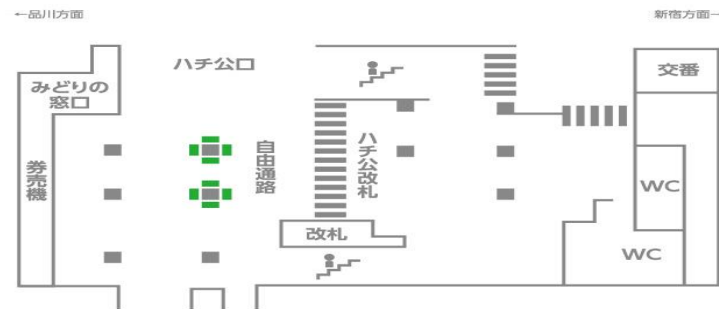 ←品川方面
新宿方面→
ハチ公口
交番
みどりの
窓口
券売機
自由通路
ハチ公改札
WC
改札
WC